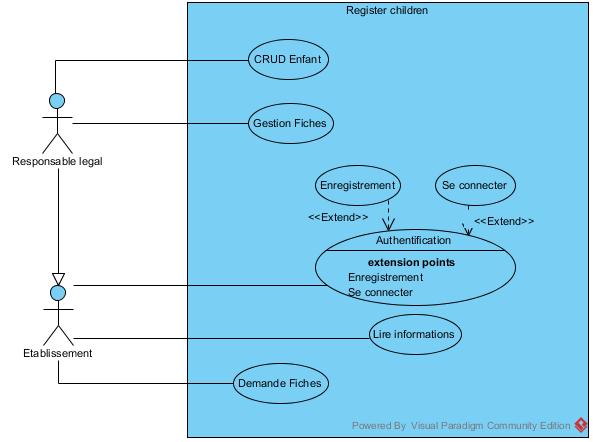 Register children
CRUD Enfant
Gestion Fiches
Responsable legal
Enregistrement
Se connecter
<<Extend>>
<<Extend>>
Authentification
extension points
Enregistrement
Se connecter
Lire informations
Etablissement
Demande Fiches
Powered By Visual Paradigm Community Edition